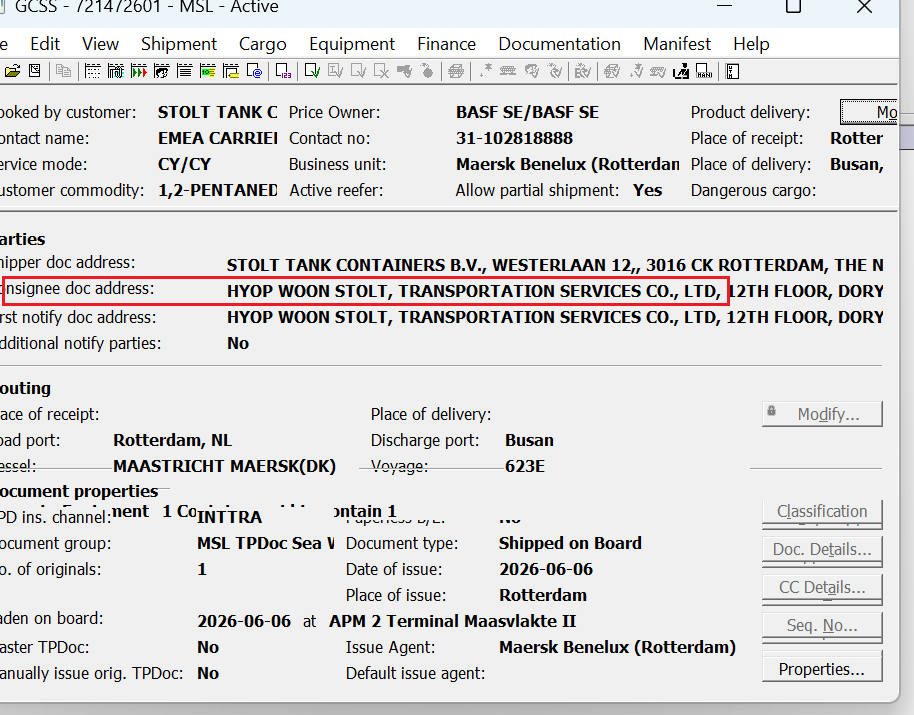 GCSS - 721472601 - MSL - Active
e Edit View Shipment Cargo Equipment Finance Documentation Manifest Help
ooked by customer: STOLT TANK C Price Owner: BASF SE/BASF SE Product delivery: Mo
ontact name: EMEA CARRIE Contact no: 31-102818888 Place of receipt: Rotter
ervice mode: CY/CY Business unit: Maersk Benelux (Rotterdan Place of delivery: Busan,
ustomer commodity: 1,2-PENTANED Active reefer: Allow partial shipment: Yes Dangerous cargo:
arties
hipper doc address: STOLT TANK CONTAINERS B.V., WESTERLAAN 12,, 3016 CK ROTTERDAM, THE N
nsignee doc address: HYOP WOON STOLT, TRANSPORTATION SERVICES CO., LTD, 12TH FLOOR, DORY
rst notify doc address: HYOP WOON STOLT, TRANSPORTATION SERVICES CO., LTD, 12TH FLOOR, DORY
dditional notify parties: No
outing
ace of receipt: Place of delivery: Modify...
oad port: Rotterdam, NL Discharge port: Busan
essel: MAASTRICHT MAERSK(DK) Voyage: 623E
ocument properties
ment 1 Co ontain 1
PD ins. channel: INTTRA Paperless B/L: No Classification
ocument group: MSL TPDoc Sea W Document type: Shipped on Board Doc. Details...
o. of originals: 1 Date of issue: 2026-06-06
Place of issue: Rotterdam CC Details...
aden on board: 2026-06-06 at APM 2 Terminal Maasvlakte II Seq. No...
aster TPDoc: No Issue Agent: Maersk Benelux (Rotterdam)
anually issue orig. TPDoc: No Default issue agent: Properties...